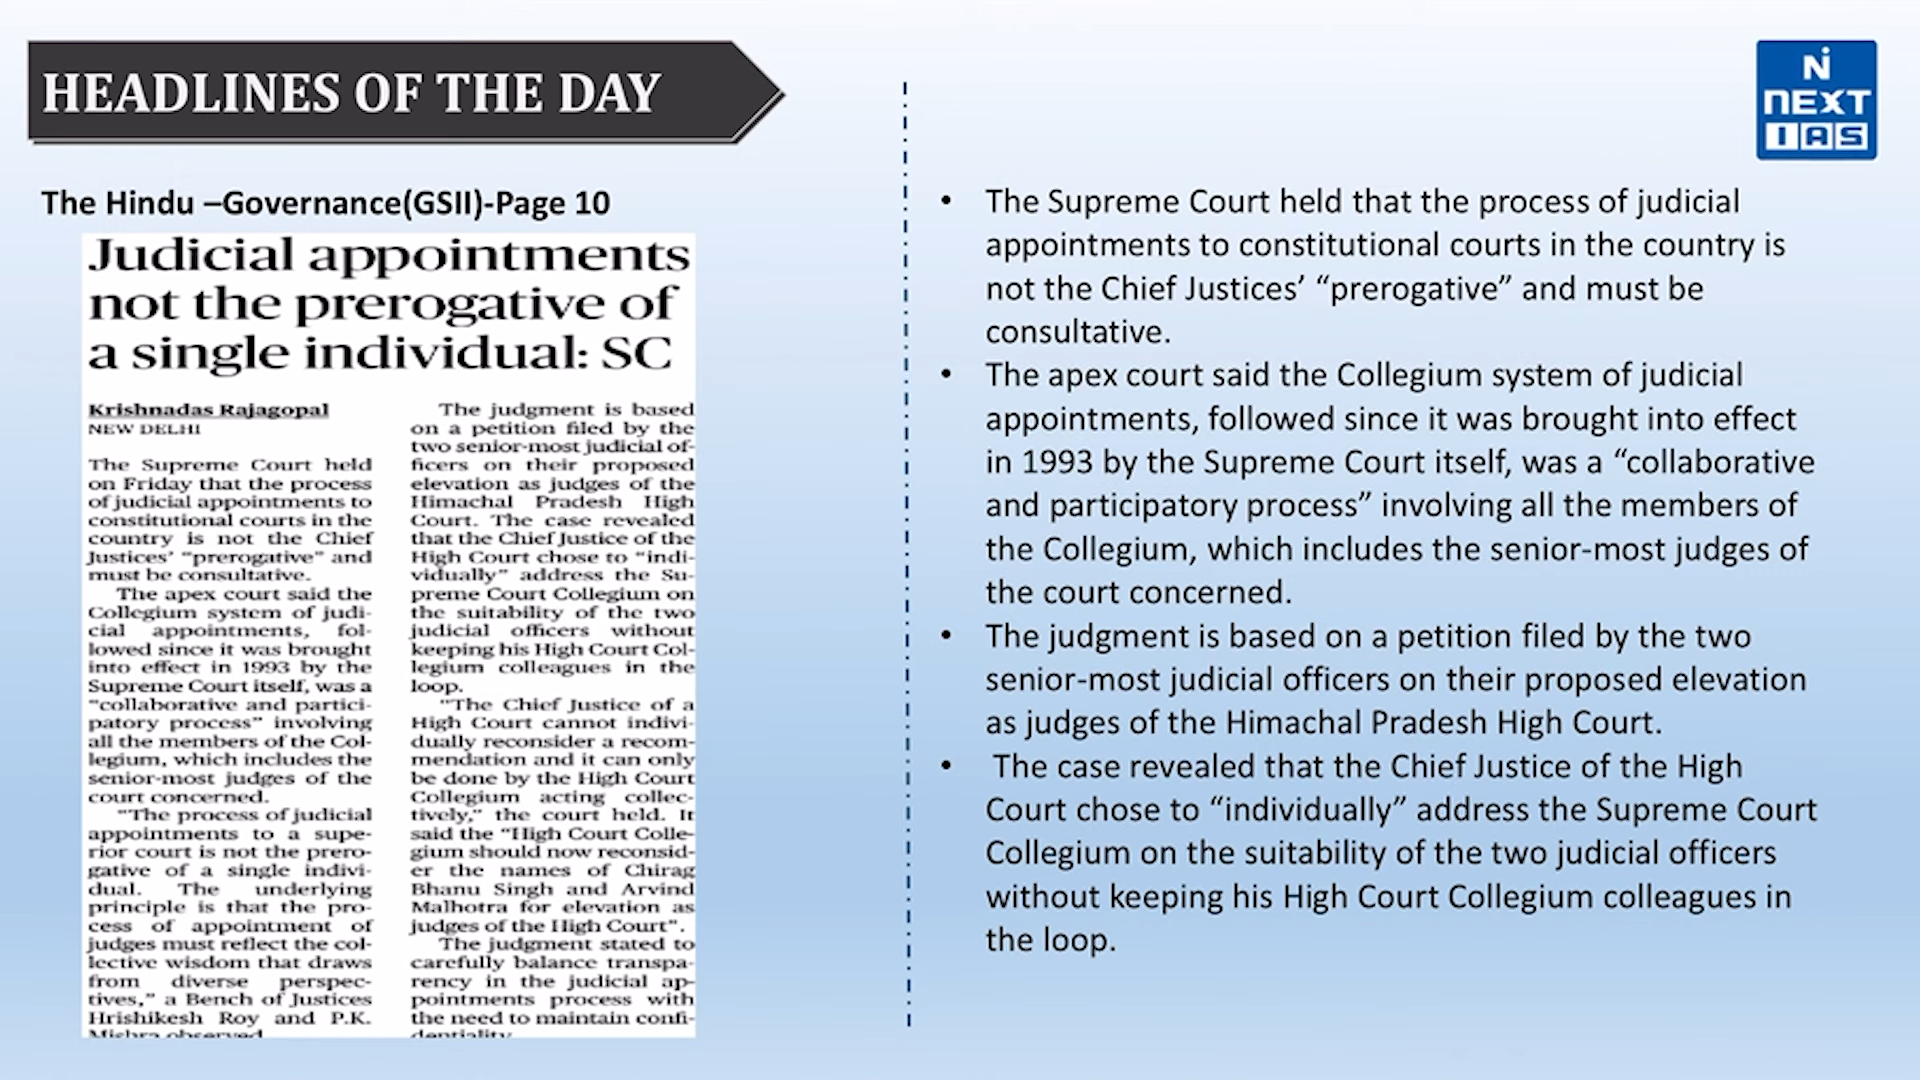 HEADLINES OF THE DAY
The Hindu –Governance(GSII)-Page 10
Judicial appointments
not the prerogative of
a single individual: SC
Krishnadas Rajagopal
NEW DELHI
The Supreme Court held
on Friday that the process
of judicial appointments to
constitutional courts in the
country is not the Chief
Justices’ “prerogative” and
must be consultative.
The apex court said the
Collegium system of judi-
cial appointments, fol-
lowed since it was brought
into effect in 1993 by the
Supreme Court itself, was a
“collaborative and partici-
patory process” involving
all the members of the Col-
legium, which includes the
senior-most judges of the
court concerned.
“The process of judicial
appointments to a supe-
rior court is not the prero-
gative of a single indivi-
dual. The underlying
principle is that the pro-
cess of appointment of
judges must reflect the col-
lective wisdom that draws
from diverse perspec-
tives,” a Bench of Justices
Hrishikesh Roy and P.K.
Mishra observed
The judgment is based
on a petition filed by the
two senior-most judicial of-
ficers on their proposed
elevation as judges of the
Himachal Pradesh High
Court. The case revealed
that the Chief Justice of the
High Court chose to “indi-
vidually” address the Su-
preme Court Collegium on
the suitability of the two
judicial officers without
keeping his High Court Col-
legium colleagues in the
loop.
“The Chief Justice of a
High Court cannot indivi-
dually reconsider a recom-
mendation and it can only
be done by the High Court
Collegium acting collec-
tively,” the court held. It
said the “High Court Colle-
gium should now reconsid-
er the names of Chirag
Bhanu Singh and Arvind
Malhotra for elevation as
judges of the High Court”.
The judgment stated to
carefully balance transpa-
rency in the judicial ap-
pointments process with
the need to maintain confi-
dentiality
N
NEXT
IAS
• The Supreme Court held that the process of judicial
appointments to constitutional courts in the country is
not the Chief Justices’ “prerogative” and must be
consultative.
• The apex court said the Collegium system of judicial
appointments, followed since it was brought into effect
in 1993 by the Supreme Court itself, was a “collaborative
and participatory process” involving all the members of
the Collegium, which includes the senior-most judges of
the court concerned.
• The judgment is based on a petition filed by the two
senior-most judicial officers on their proposed elevation
as judges of the Himachal Pradesh High Court.
• The case revealed that the Chief Justice of the High
Court chose to “individually” address the Supreme Court
Collegium on the suitability of the two judicial officers
without keeping his High Court Collegium colleagues in
the loop.